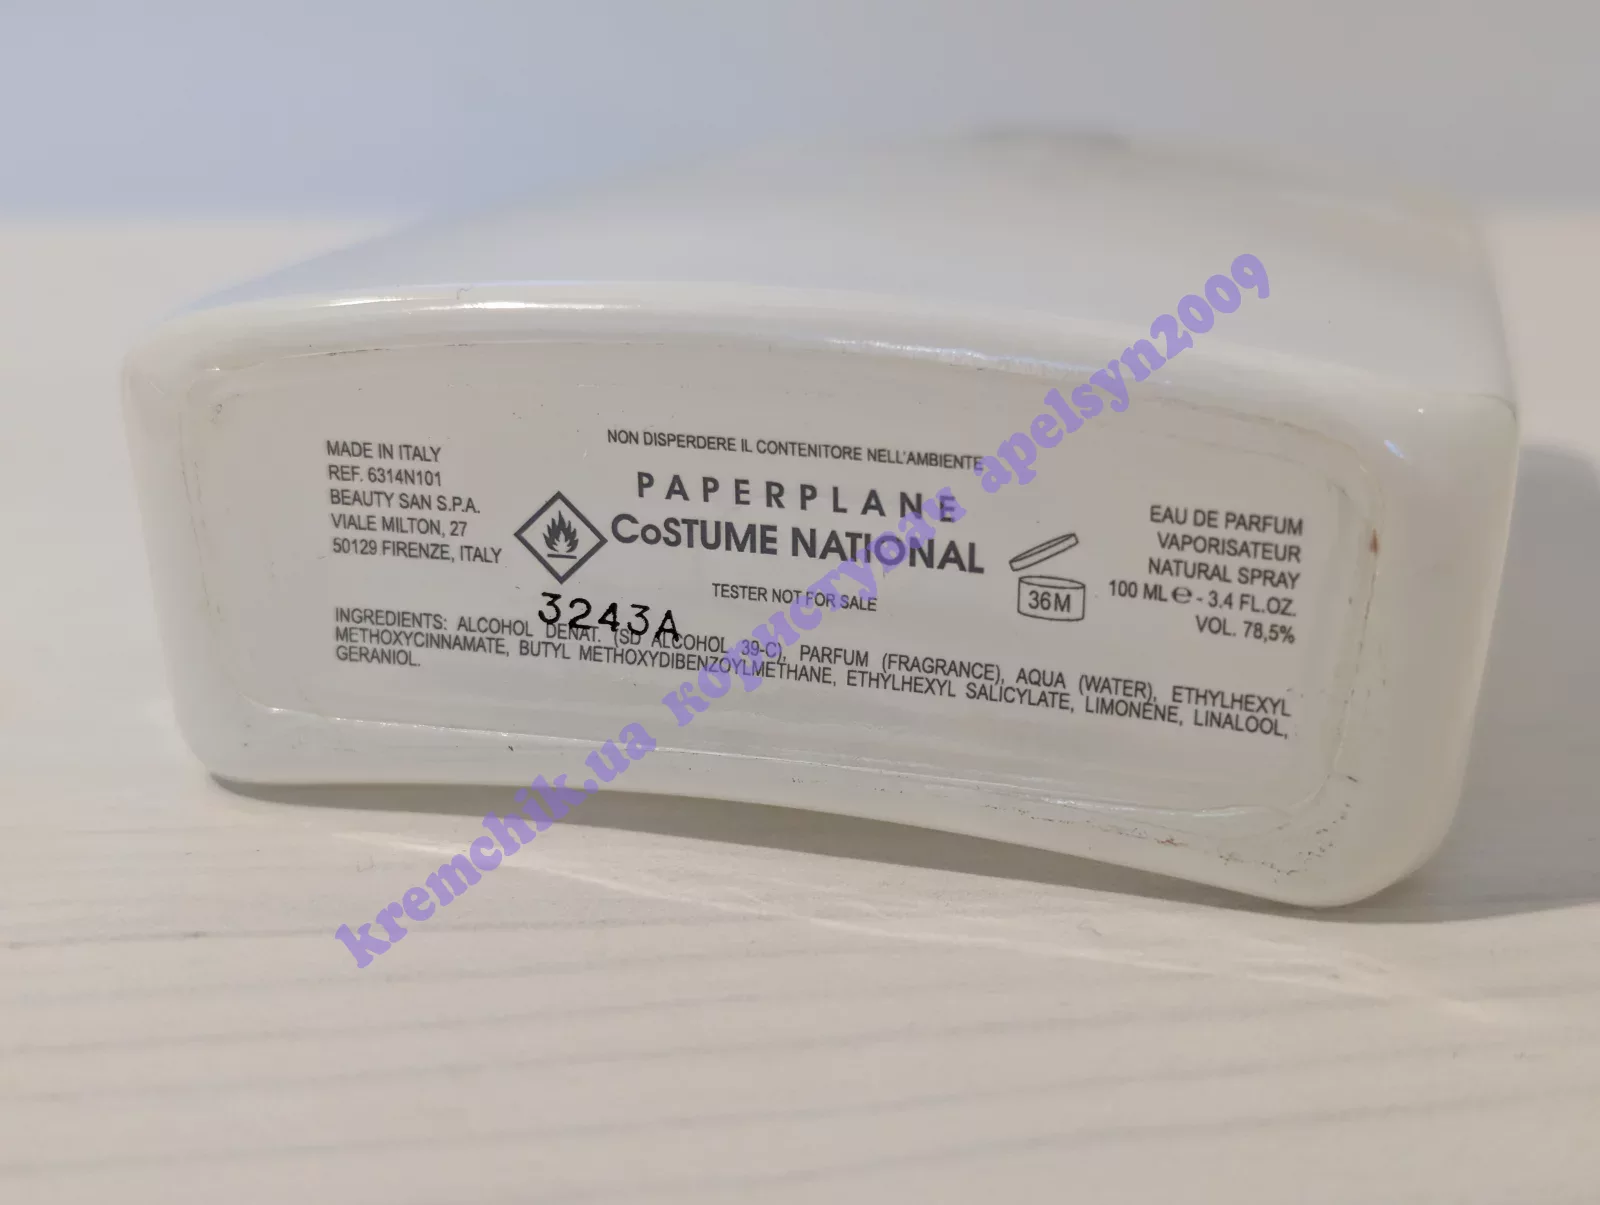 MADE IN ITALY
REF. 6314N101
BEAUTY SAN S.P.A.
VIALE MILTON, 27
50129 FIRENZE, ITALY
NON DISPERDERE IL CONTENITORE NELL'AMBIENTE
PAPERPLANE
CoSTUME NATIONAL
TESTER NOT FOR SALE
36M
EAU DE PARFUM
VAPORISATEUR
NATURAL SPRAY
100 ML ℮ - 3.4 FL.OZ.
VOL. 78,5%
3243A
INGREDIENTS: ALCOHOL DENAT. (SD ALCOHOL 39-C), PARFUM (FRAGRANCE), AQUA (WATER), ETHYLHEXYL
METHOXYCINNAMATE, BUTYL METHOXYDIBENZOYLMETHANE, ETHYLHEXYL SALICYLATE, LIMONENE, LINALOOL,
GERANIOL.
kremchik.ua користувач apelsyn2009